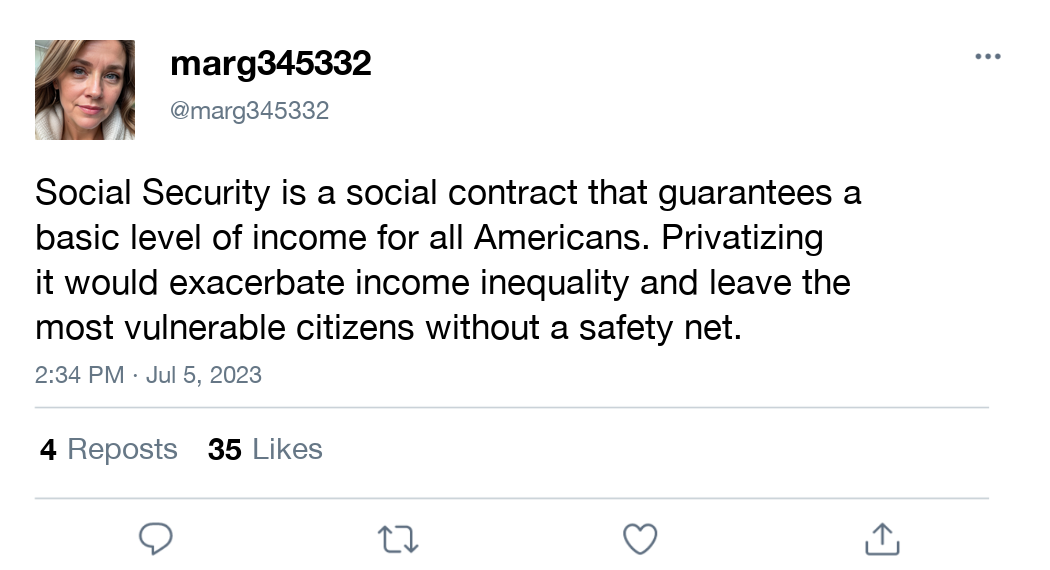 marg345332
@marg345332
Social Security is a social contract that guarantees a
basic level of income for all Americans. Privatizing
it would exacerbate income inequality and leave the
most vulnerable citizens without a safety net.
2:34 PM · Jul 5, 2023
4 Reposts 35 Likes